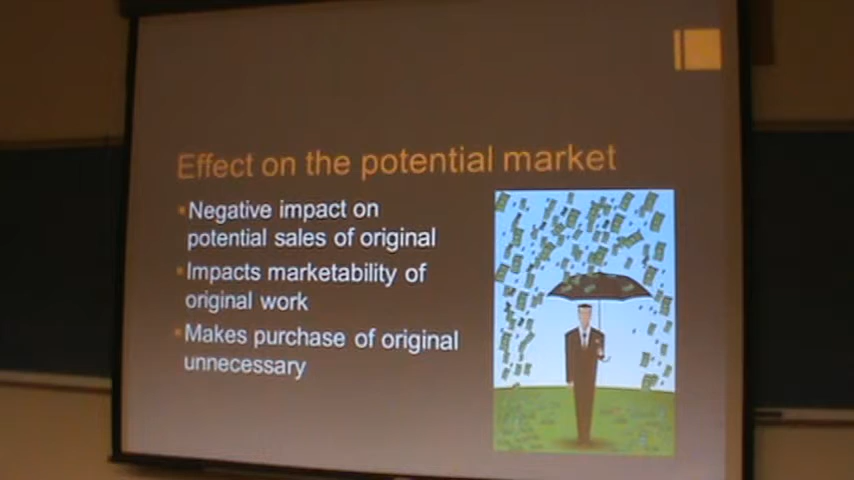 Effect on the potential market
Negative impact on
potential sales of original
Impacts marketability of
original work
Makes purchase of original
unnecessary